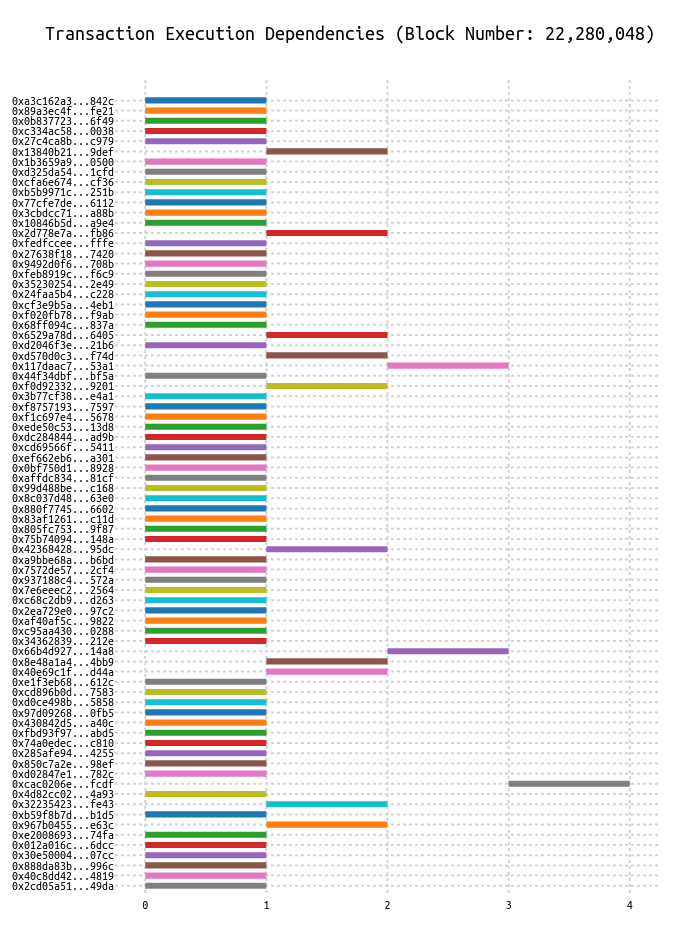 Transaction Execution Dependencies (Block Number: 22,280,048)
0xa3c162a3...842c
0x89a3ec4f...fe21
0x0b837723...6f49
0xc334ac58...0038
0x27c4ca8b...c979
0x13840b21...9def
0x1b3659a9...0500
0xd325da54...1cfd
0xcfa6e674...cf36
0xb5b9971c...251b
0x77cfe7de...6112
0x3cbdcc71...a88b
0x10846b5d...a9e4
0x2d778e7a...fb86
0xfedfccee...fffe
0x27638f18...7420
0x9492d0f6...708b
0xfeb8919c...f6c9
0x35230254...2e49
0x24faa5b4...c228
0xcf3e9b5a...4eb1
0xf020fb78...f9ab
0x68ff094c...837a
0x6529a78d...6405
0xd2046f3e...21b6
0xd570d0c3...f74d
0x117daac7...53a1
0x44f34dbf...bf5a
0xf0d92332...9201
0x3b77cf38...e4a1
0xf8757193...7597
0xf1c697e4...5678
0xede50c53...13d8
0xdc284844...ad9b
0xcd69566f...5411
0xef662eb6...a301
0x0bf750d1...8928
0xaffdc834...81cf
0x99d488be...c168
0x8c037d48...63e0
0x880f7745...6602
0x83af1261...c11d
0x805fc753...9f87
0x75b74094...148a
0x42368428...95dc
0xa9bbe68a...b6bd
0x7572de57...2cf4
0x937188c4...572a
0x7e6eeec2...2564
0xc68c2db9...d263
0x2ea729e0...97c2
0xaf40af5c...9822
0xc95aa430...0288
0x34362839...212e
0x66b4d927...14a8
0x8e48a1a4...4bb9
0x40e69c1f...d44a
0xe1f3eb68...612c
0xcd896b0d...7583
0xd0ce498b...5858
0x97d09268...0fb5
0x430842d5...a40c
0xfbd93f97...abd5
0x74a0edec...c810
0x285afe94...4255
0x850c7a2e...98ef
0xd02847e1...782c
0xcac0206e...fcdf
0x4d82cc02...4a93
0x32235423...fe43
0xb59f8b7d...b1d5
0x967b0455...e63c
0xe2008693...74fa
0x012a016c...6dcc
0x30e50004...07cc
0x888da83b...996c
0x40c8dd42...4819
0x2cd05a51...49da
0 1 2 3 4